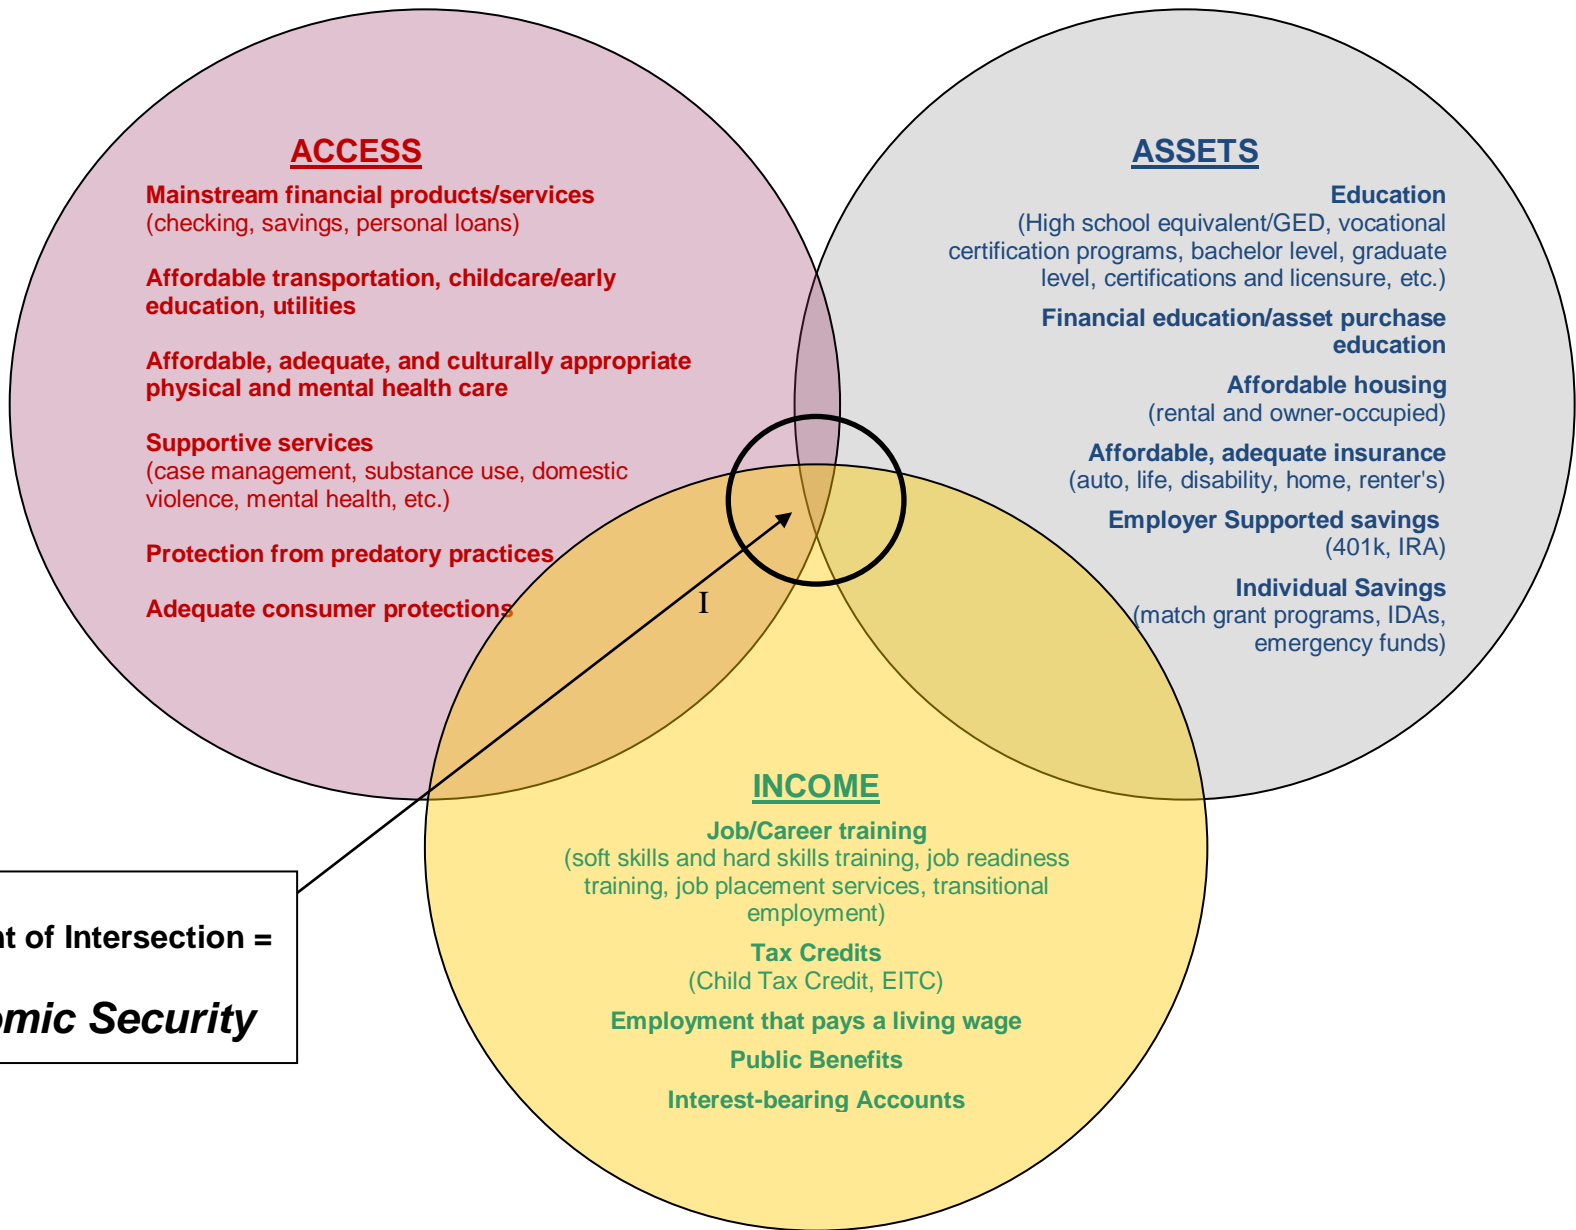 ACCESS
Mainstream financial products/services
(checking, savings, personal loans)
Affordable transportation, childcare/early
education, utilities
Affordable, adequate, and culturally appropriate
physical and mental health care
Supportive services
(case management, substance use, domestic
violence, mental health, etc.)
Protection from predatory practices
Adequate consumer protections
ASSETS
Education
(High school equivalent/GED, vocational
certification programs, bachelor level, graduate
level, certifications and licensure, etc.)
Financial education/asset purchase
education
Affordable housing
(rental and owner-occupied)
Affordable, adequate insurance
(auto, life, disability, home, renter's)
Employer Supported savings
(401k, IRA)
Individual Savings
(match grant programs, IDAs,
emergency funds)
I
INCOME
Job/Career training
(soft skills and hard skills training, job readiness
training, job placement services, transitional
employment)
Tax Credits
(Child Tax Credit, EITC)
Employment that pays a living wage
Public Benefits
Interest-bearing Accounts
nt of Intersection =
omic Security